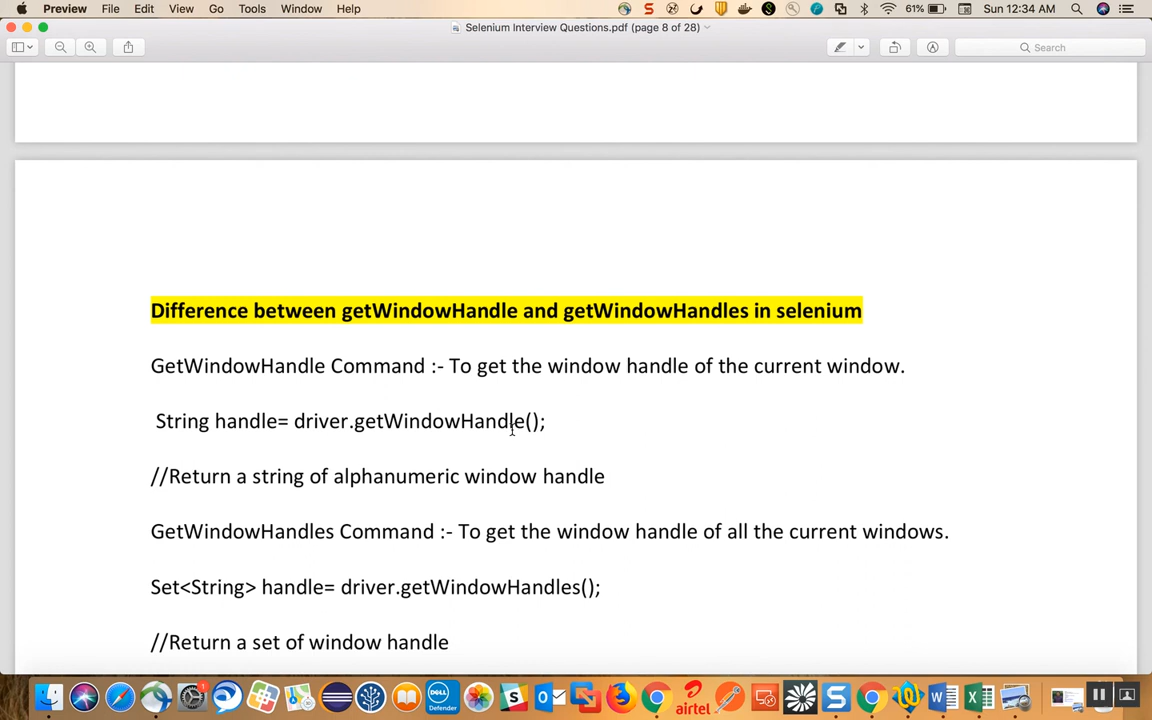 Preview File Edit View Go Tools Window Help 61% Sun 12:34 AM
Selenium Interview Questions.pdf (page 8 of 28)
Search
Difference between getWindowHandle and getWindowHandles in selenium
GetWindowHandle Command :- To get the window handle of the current window.
String handle= driver.getWindowHandle();
//Return a string of alphanumeric window handle
GetWindowHandles Command :- To get the window handle of all the current windows.
Set<String> handle= driver.getWindowHandles();
//Return a set of window handle
DELL
Defender
airtel